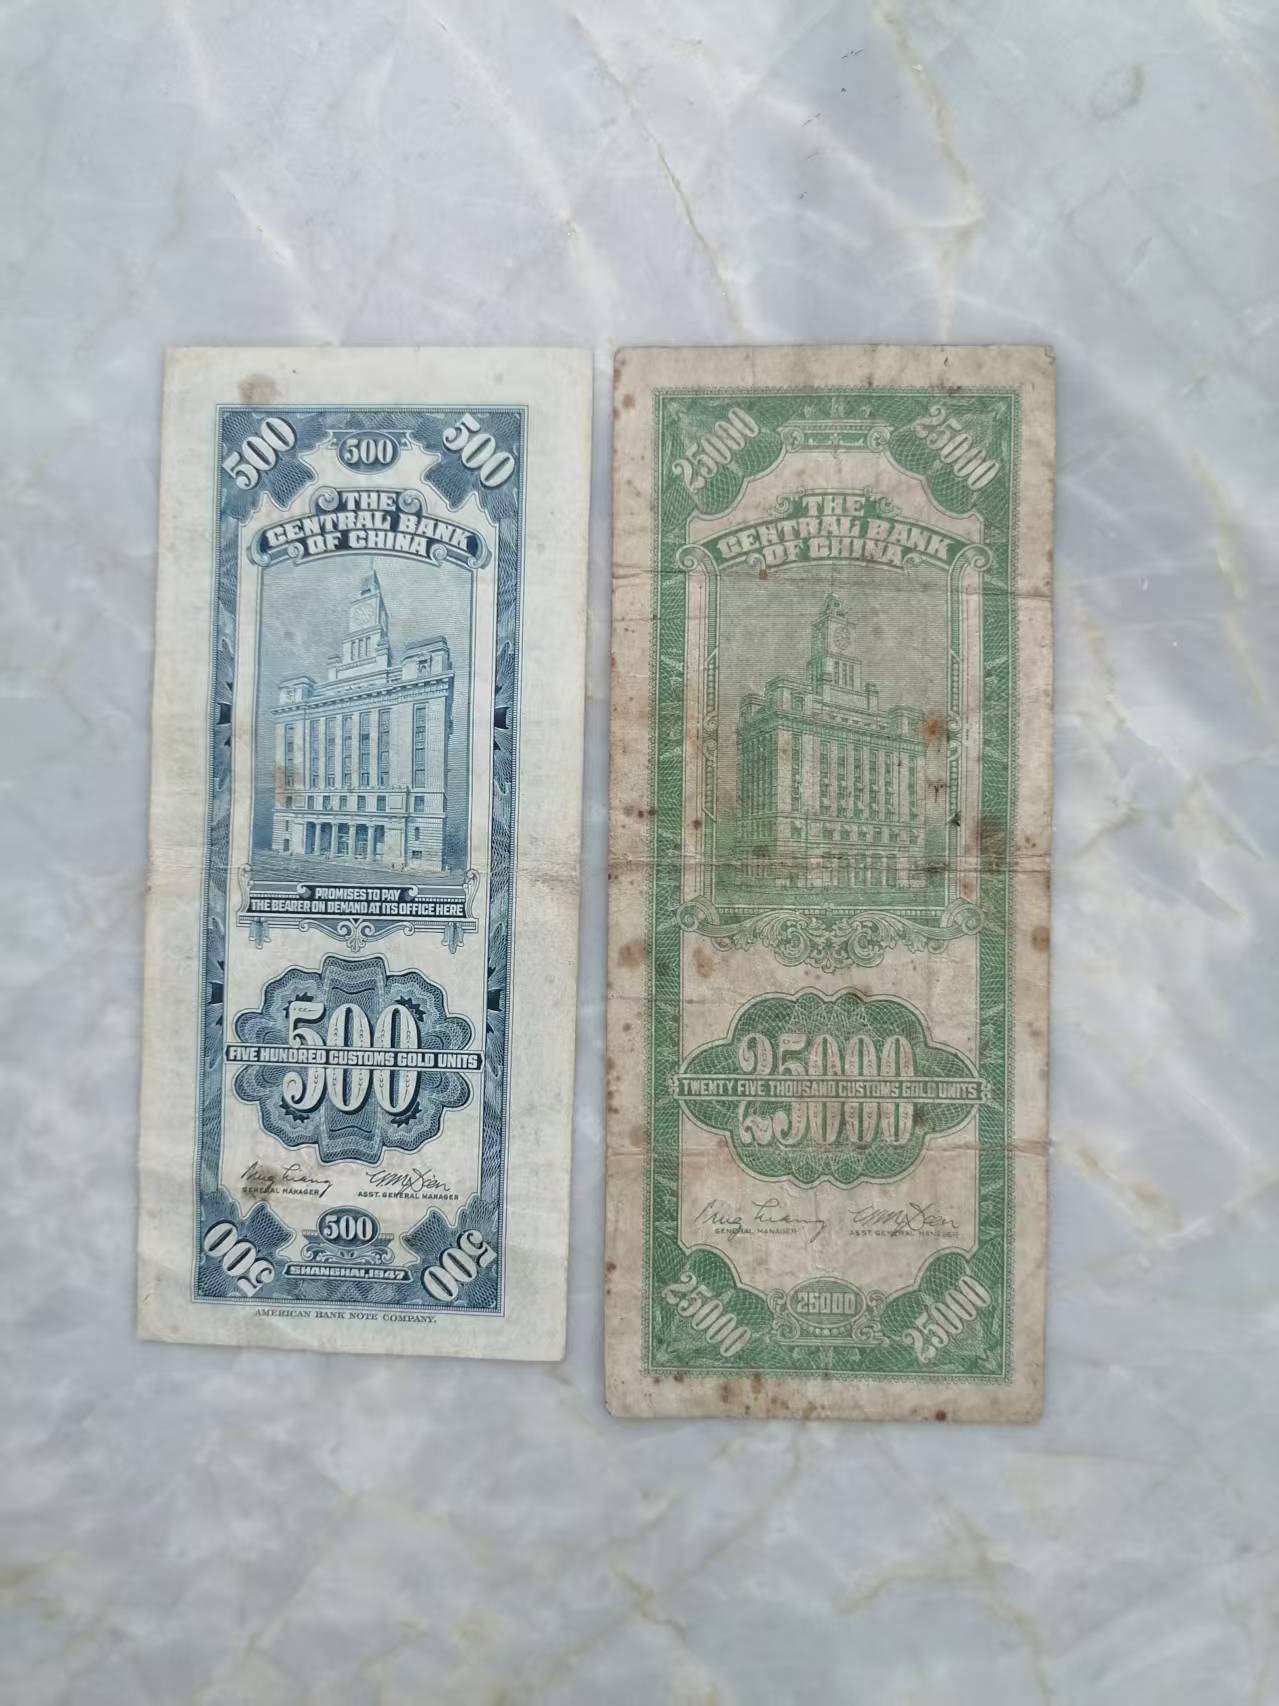 500 500
500
THE
CENTRAL BANK
OF CHINA
PROMISES TO PAY
THE BEARER ON DEMAND AT ITS OFFICE HERE
500
FIVE HUNDRED CUSTOMS GOLD UNITS
GENERAL MANAGER ASST. GENERAL MANAGER
500
500 500
SHANGHAI, 1947
AMERICAN BANK NOTE COMPANY.
25000 25000
THE
CENTRAL BANK
OF CHINA
25000
TWENTY FIVE THOUSAND CUSTOMS GOLD UNITS
GENERAL MANAGER ASST. GENERAL MANAGER
25000 25000 25000